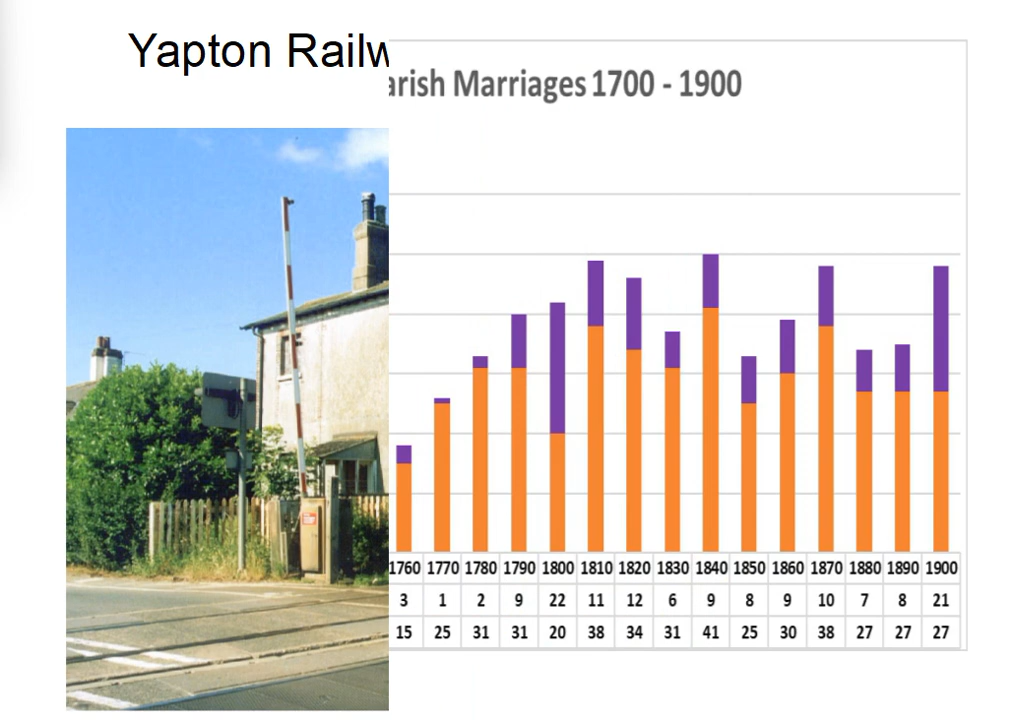 Yapton Railw
arish Marriages 1700 - 1900
1760 1770 1780 1790 1800 1810 1820 1830 1840 1850 1860 1870 1880 1890 1900
3 1 2 9 22 11 12 6 9 8 9 10 7 8 21
15 25 31 31 20 38 34 31 41 25 30 38 27 27 27